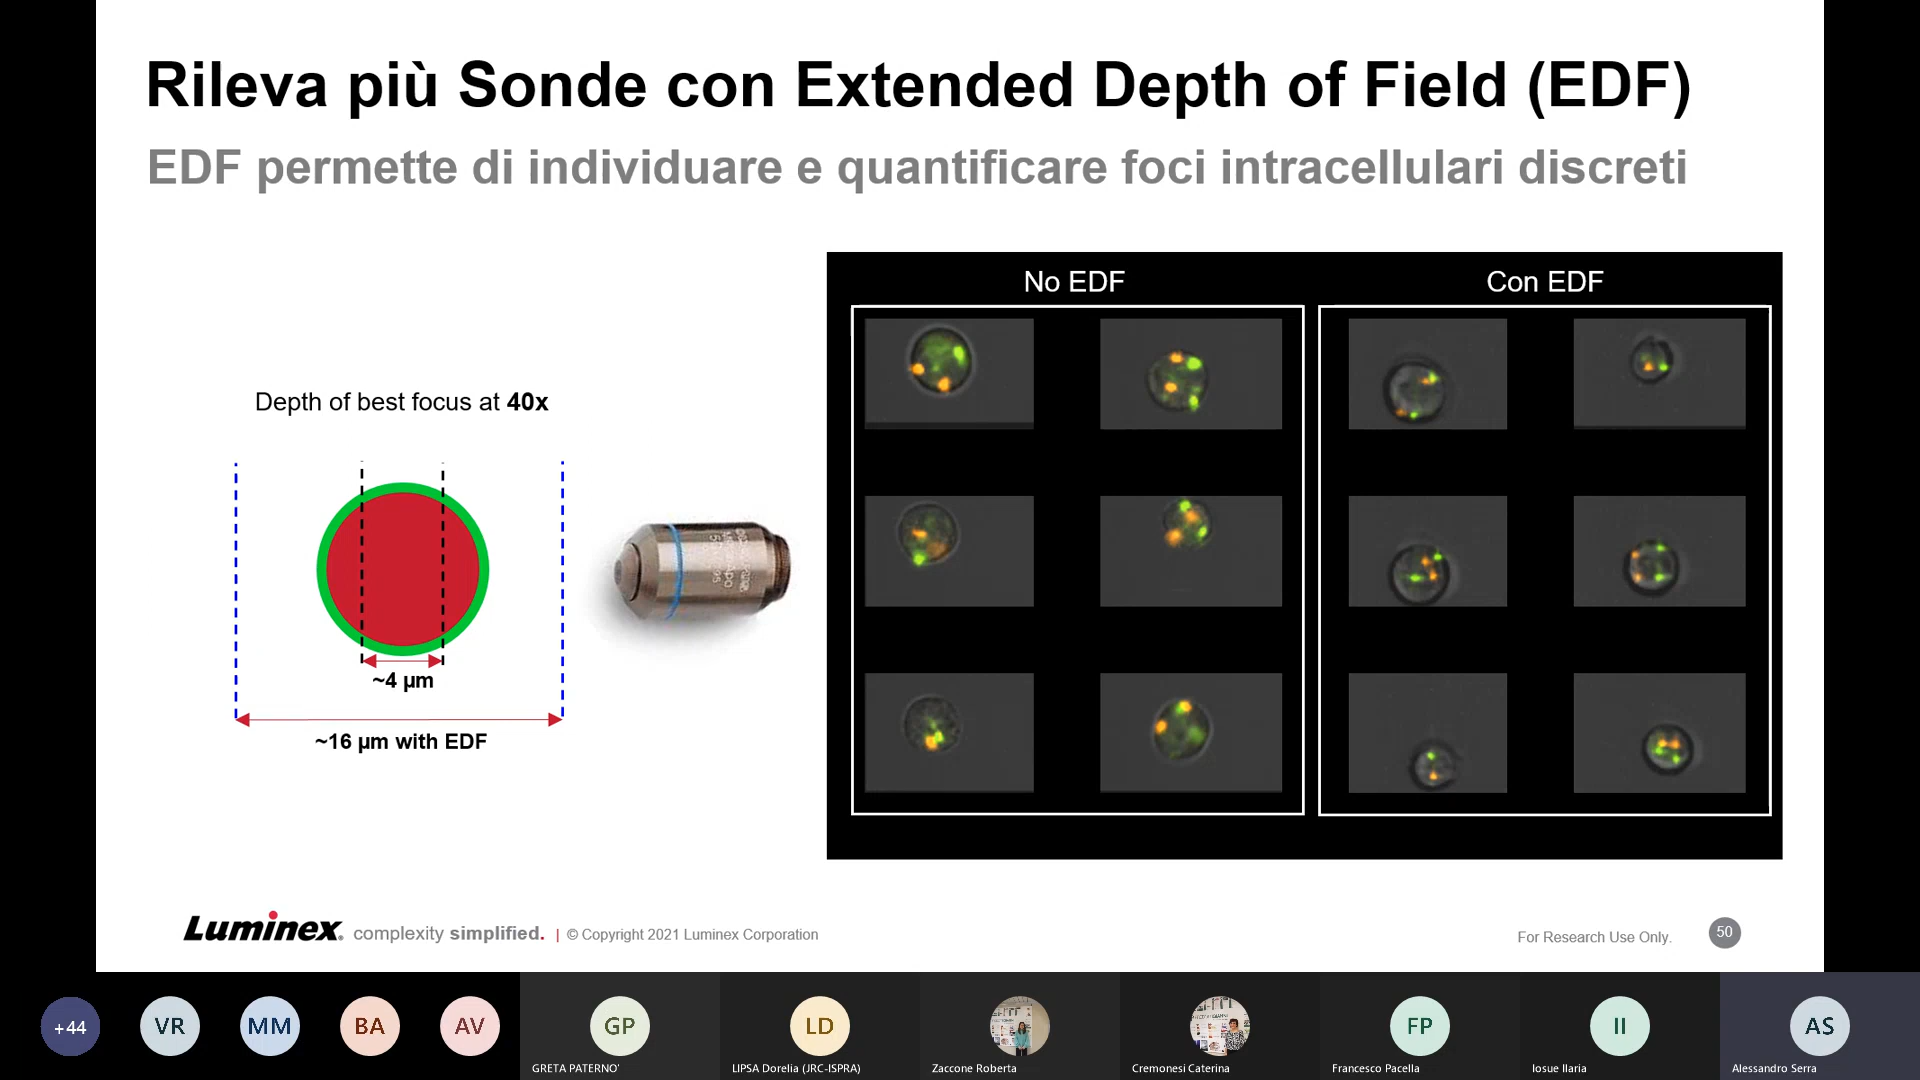 Rileva più Sonde con Extended Depth of Field (EDF)
EDF permette di individuare e quantificare foci intracellulari discreti
No EDF
Con EDF
Depth of best focus at 40x
~4 µm
~16 µm with EDF
Luminex complexity simplified. | © Copyright 2021 Luminex Corporation
For Research Use Only.
50
+44
VR
MM
BA
AV
GP
LD
FP
II
AS
GRETA PATERNO'
LIPSA Dorelia (JRC-ISPRA)
Zaccone Roberta
Cremonesi Caterina
Francesco Pacella
Iosue Ilaria
Alessandro Serra